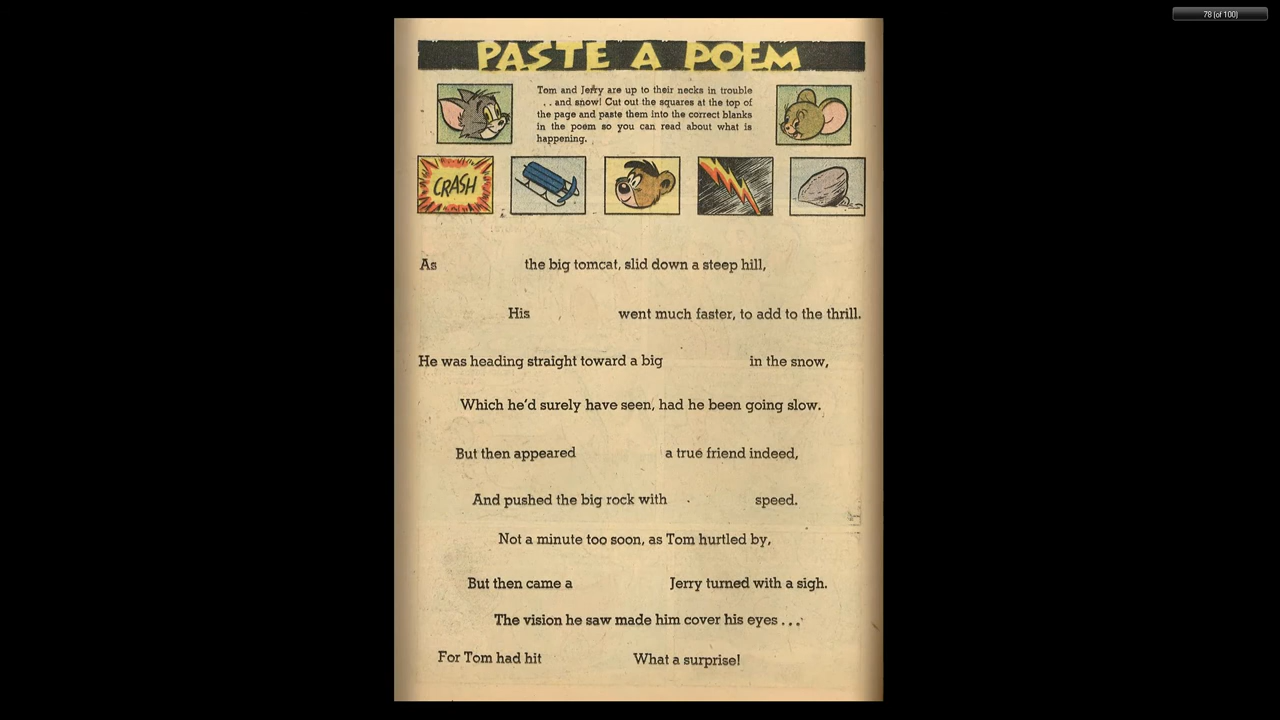 78 (of 100)
PASTE A POEM
Tom and Jerry are up to their necks in trouble
. . and snow! Cut out the squares at the top of
the page and paste them into the correct blanks
in the poem so you can read about what is
happening.
CRASH
As the big tomcat, slid down a steep hill,
His went much faster, to add to the thrill.
He was heading straight toward a big in the snow,
Which he'd surely have seen, had he been going slow.
But then appeared a true friend indeed,
And pushed the big rock with speed.
Not a minute too soon, as Tom hurtled by,
But then came a Jerry turned with a sigh.
The vision he saw made him cover his eyes . . .
For Tom had hit What a surprise!